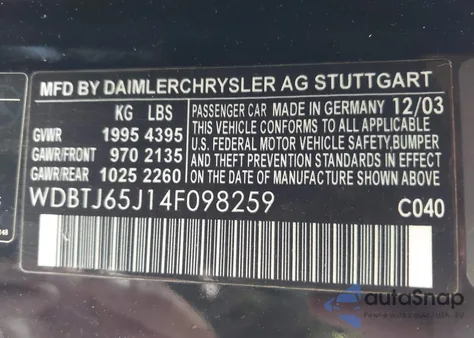 MFD BY DAIMLERCHRYSLER AG STUTTGART
KG LBS
GVWR 1995 4395
GAWR/FRONT 970 2135
GAWR/REAR 1025 2260
PASSENGER CAR MADE IN GERMANY 12/03
THIS VEHICLE CONFORMS TO ALL APPLICABLE
U.S. FEDERAL MOTOR VEHICLE SAFETY, BUMPER
AND THEFT PREVENTION STANDARDS
IN EFFECT ON THE DATE OF
MANUFACTURE SHOWN ABOVE
WDBTJ65J14F098259
C040
autoSnap